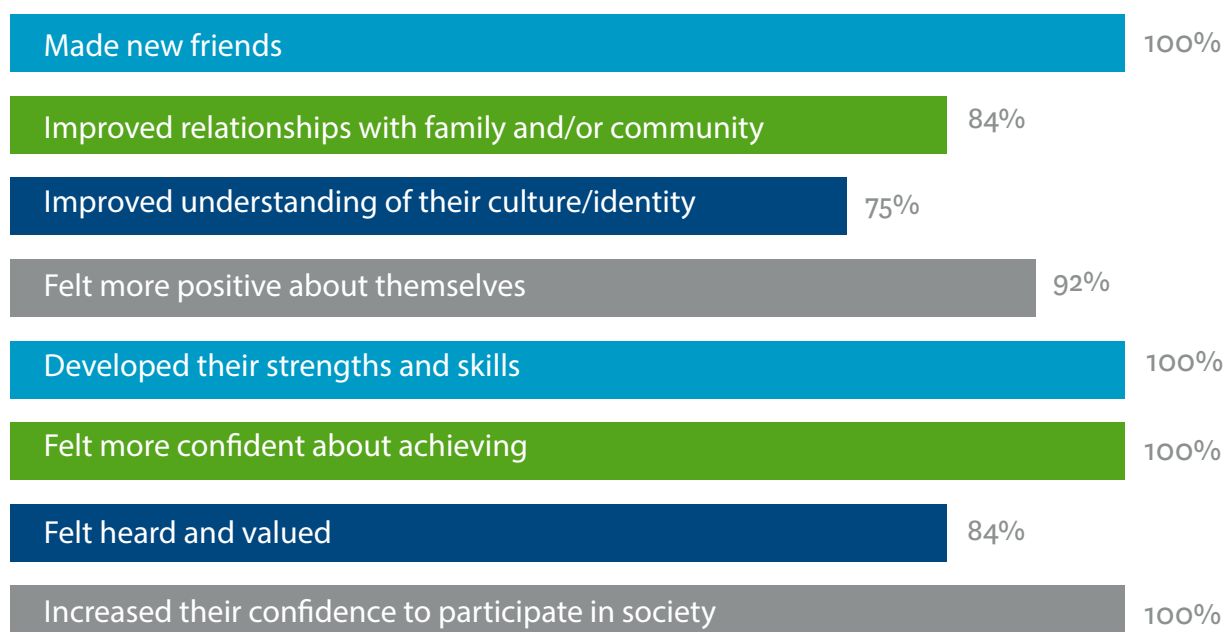 Made new friends 100%
Improved relationships with family and/or community 84%
Improved understanding of their culture/identity 75%
Felt more positive about themselves 92%
Developed their strengths and skills 100%
Felt more confident about achieving 100%
Felt heard and valued 84%
Increased their confidence to participate in society 100%